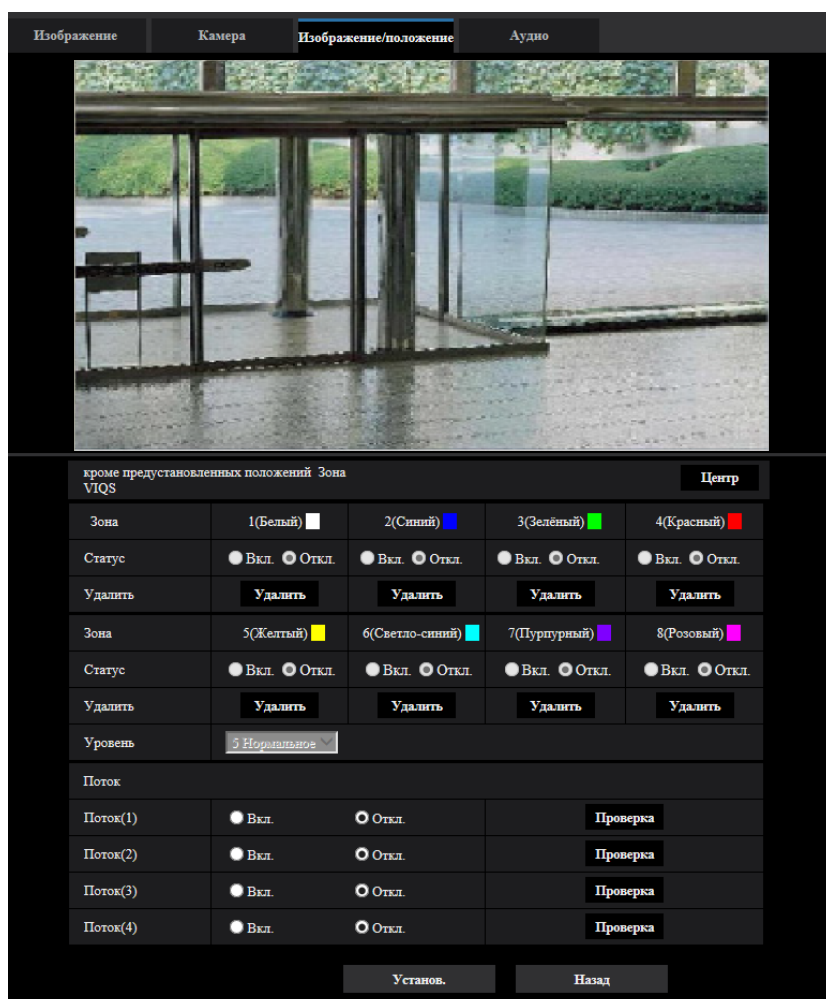 Изображение Камера Изображение/положение Аудио
кроме предустановленных положений Зона
VIQS
Центр
Зона 1(Белый) 2(Синий) 3(Зелёный) 4(Красный)
Статус Вкл. Откл. Вкл. Откл. Вкл. Откл. Вкл. Откл.
Удалить Удалить Удалить Удалить Удалить
Зона 5(Желтый) 6(Светло-синий) 7(Пурпурный) 8(Розовый)
Статус Вкл. Откл. Вкл. Откл. Вкл. Откл. Вкл. Откл.
Удалить Удалить Удалить Удалить Удалить
Уровень 5 Нормальное
Поток
Поток(1) Вкл. Откл. Проверка
Поток(2) Вкл. Откл. Проверка
Поток(3) Вкл. Откл. Проверка
Поток(4) Вкл. Откл. Проверка
Установ. Назад